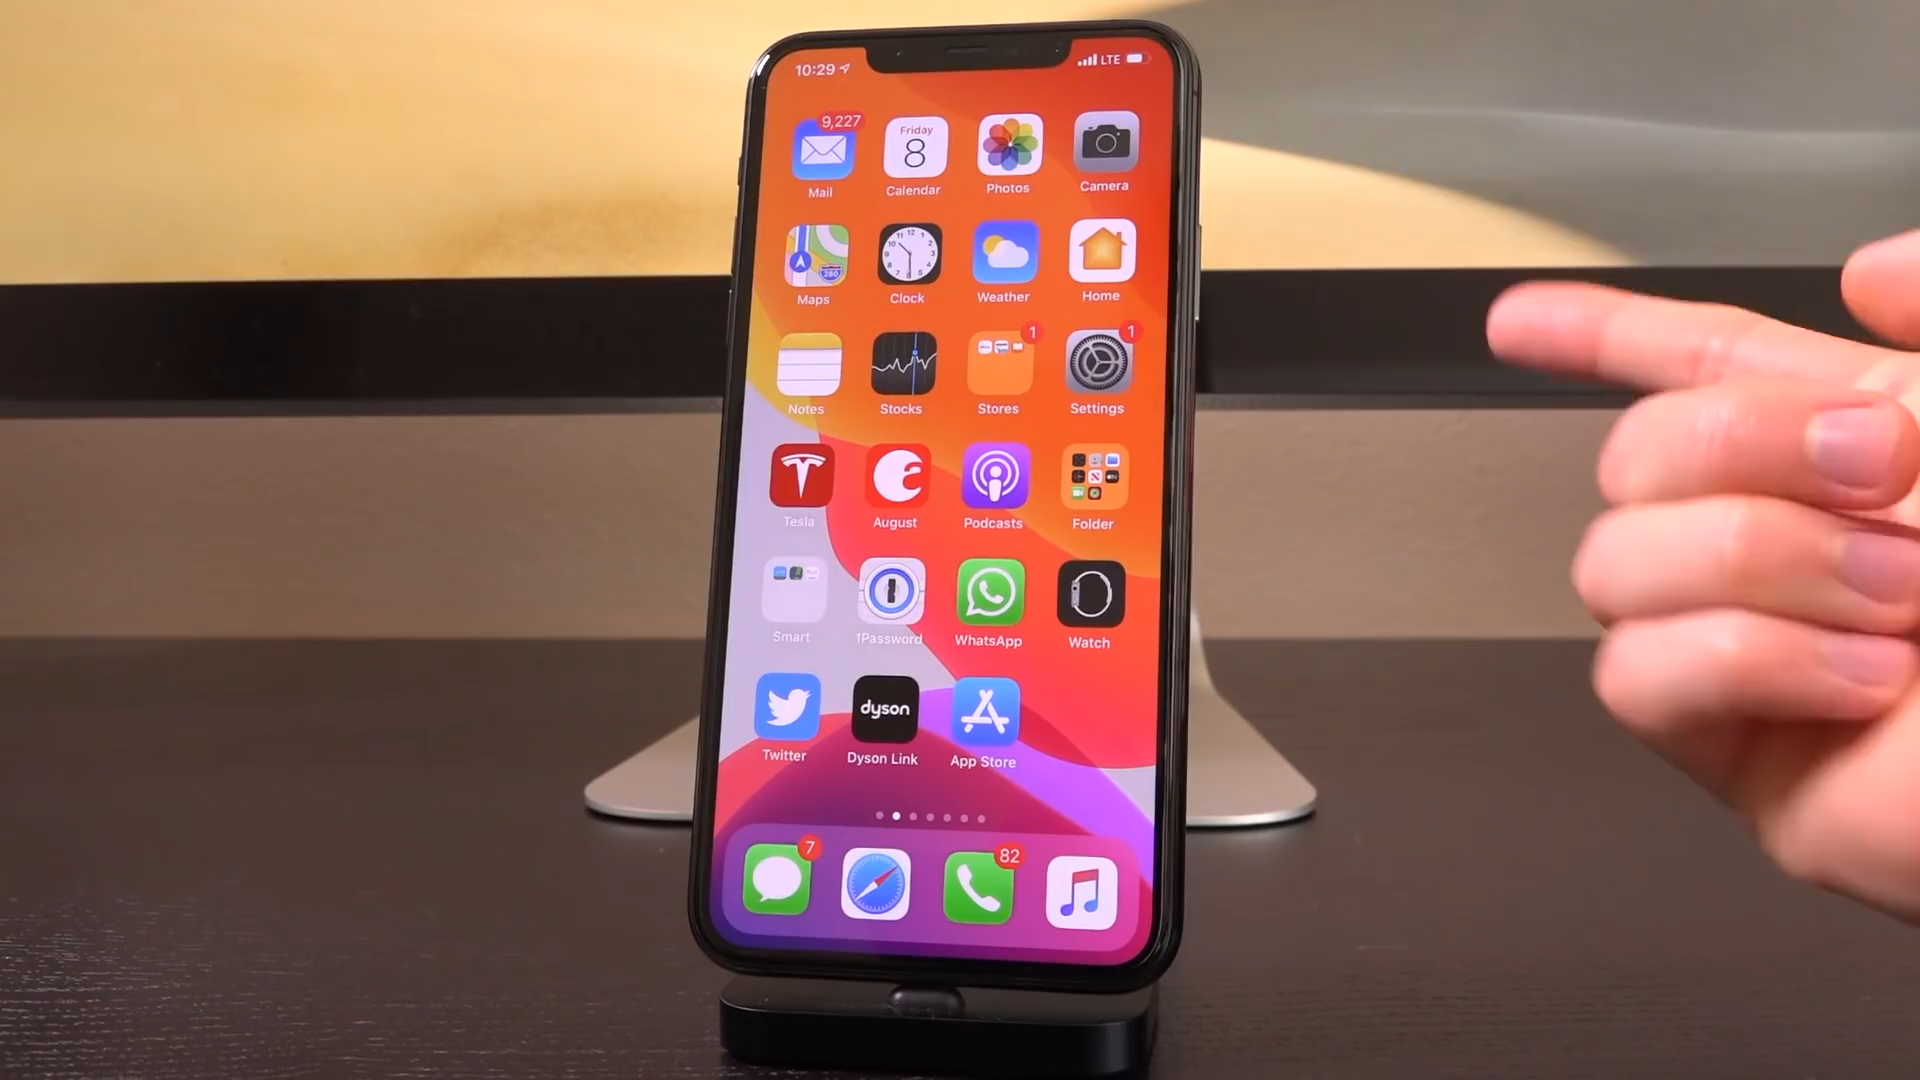 10:29 LTE
9,227
Friday
8
Mail Calendar Photos Camera
280
Maps Clock Weather Home
1 1
Notes Stocks Stores Settings
Tesla August Podcasts Folder
Smart 1Password WhatsApp Watch
dyson
Twitter Dyson Link App Store
7 82